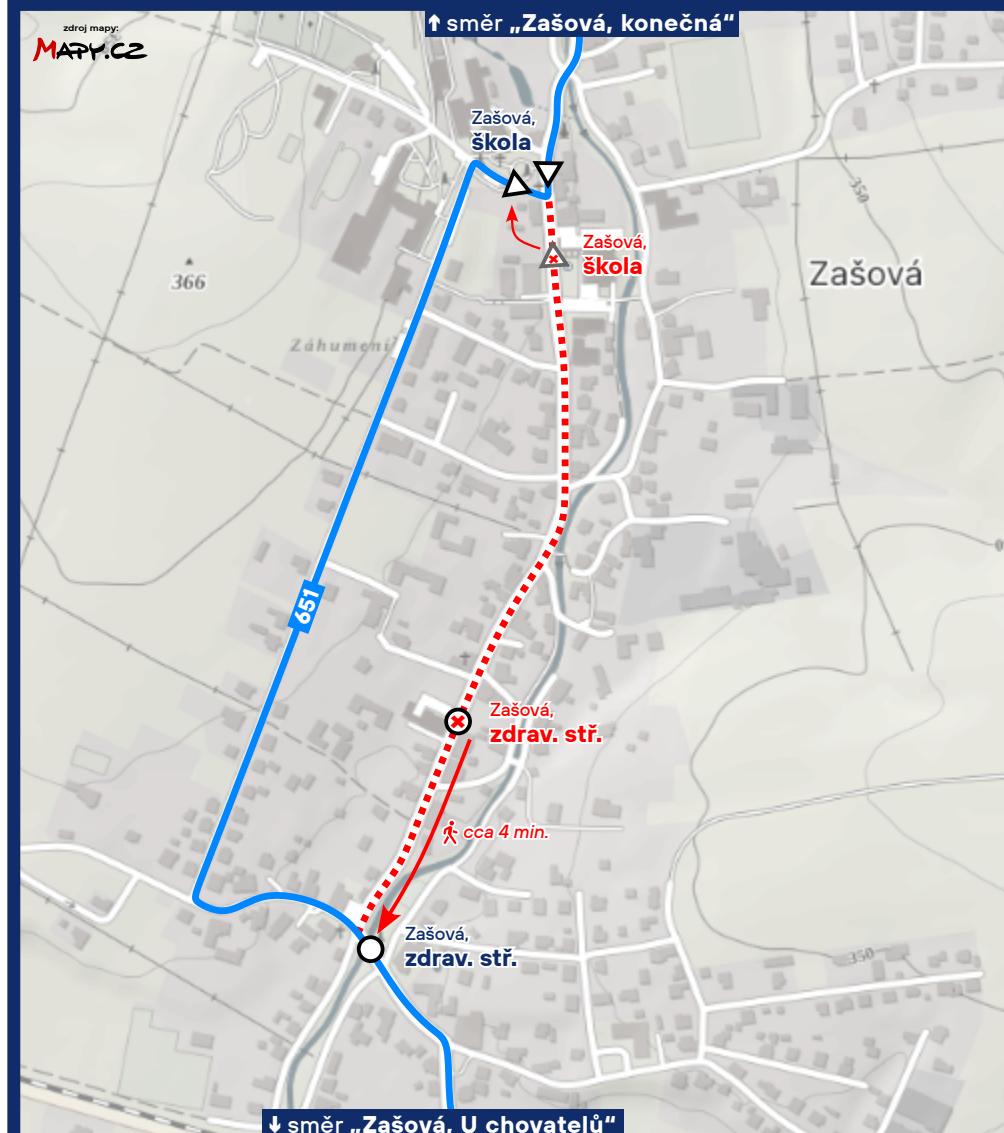 ↑ směr „Zašová, konečná“
zdroj mapy:
MAPY.CZ
Zašová,
škola
350
Zašová,
škola
Zašová
366
Záhumení
651
Zašová,
zdrav. stř.
cca 4 min.
Zašová,
zdrav. stř.
350
↓ směr „Zašová, U chovatelů“